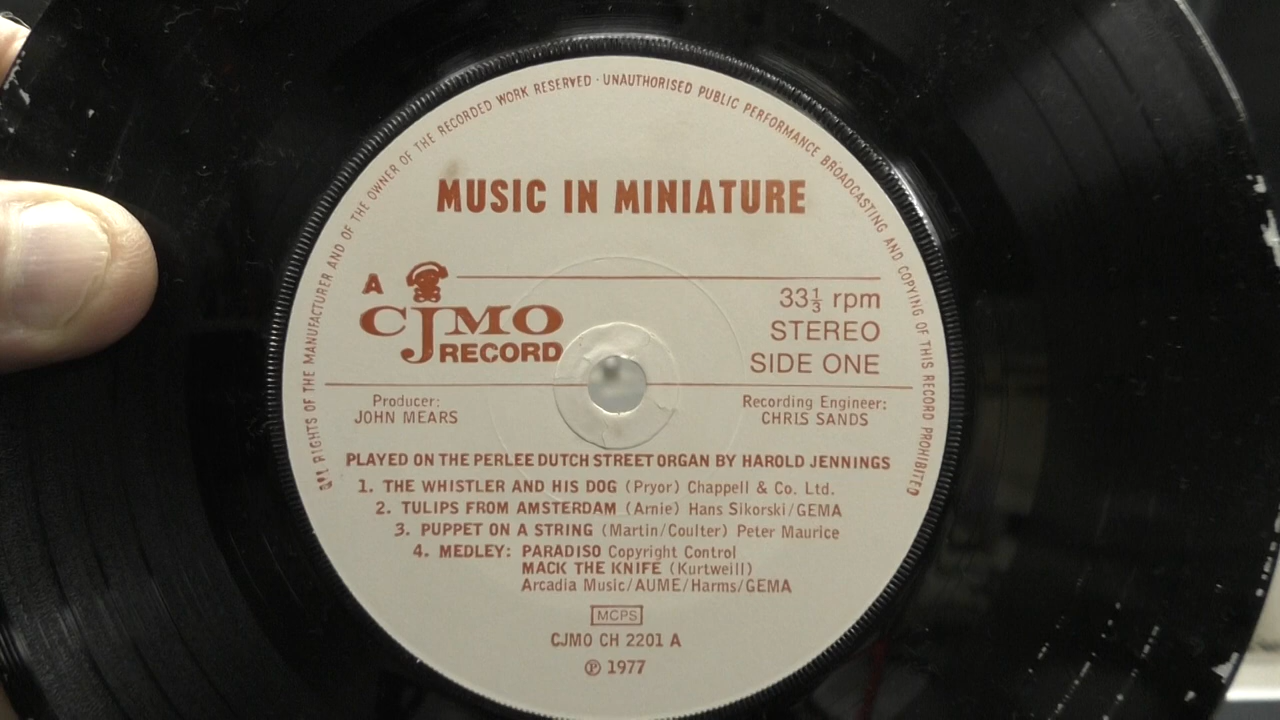 ALL RIGHTS OF THE MANUFACTURER AND OF THE OWNER OF THE RECORDED WORK RESERVED · UNAUTHORISED PUBLIC PERFORMANCE BROADCASTING AND COPYING OF THIS RECORD PROHIBITED
MUSIC IN MINIATURE
A
CJMO
RECORD
33⅓ rpm
STEREO
SIDE ONE
Producer:
JOHN MEARS
Recording Engineer:
CHRIS SANDS
PLAYED ON THE PERLEE DUTCH STREET ORGAN BY HAROLD JENNINGS
1. THE WHISTLER AND HIS DOG (Pryor) Chappell & Co. Ltd.
2. TULIPS FROM AMSTERDAM (Arnie) Hans Sikorski/GEMA
3. PUPPET ON A STRING (Martin/Coulter) Peter Maurice
4. MEDLEY: PARADISO Copyright Control
MACK THE KNIFE (Kurtweill)
Arcadia Music/AUME/Harms/GEMA
MCPS
CJMO CH 2201 A
℗ 1977